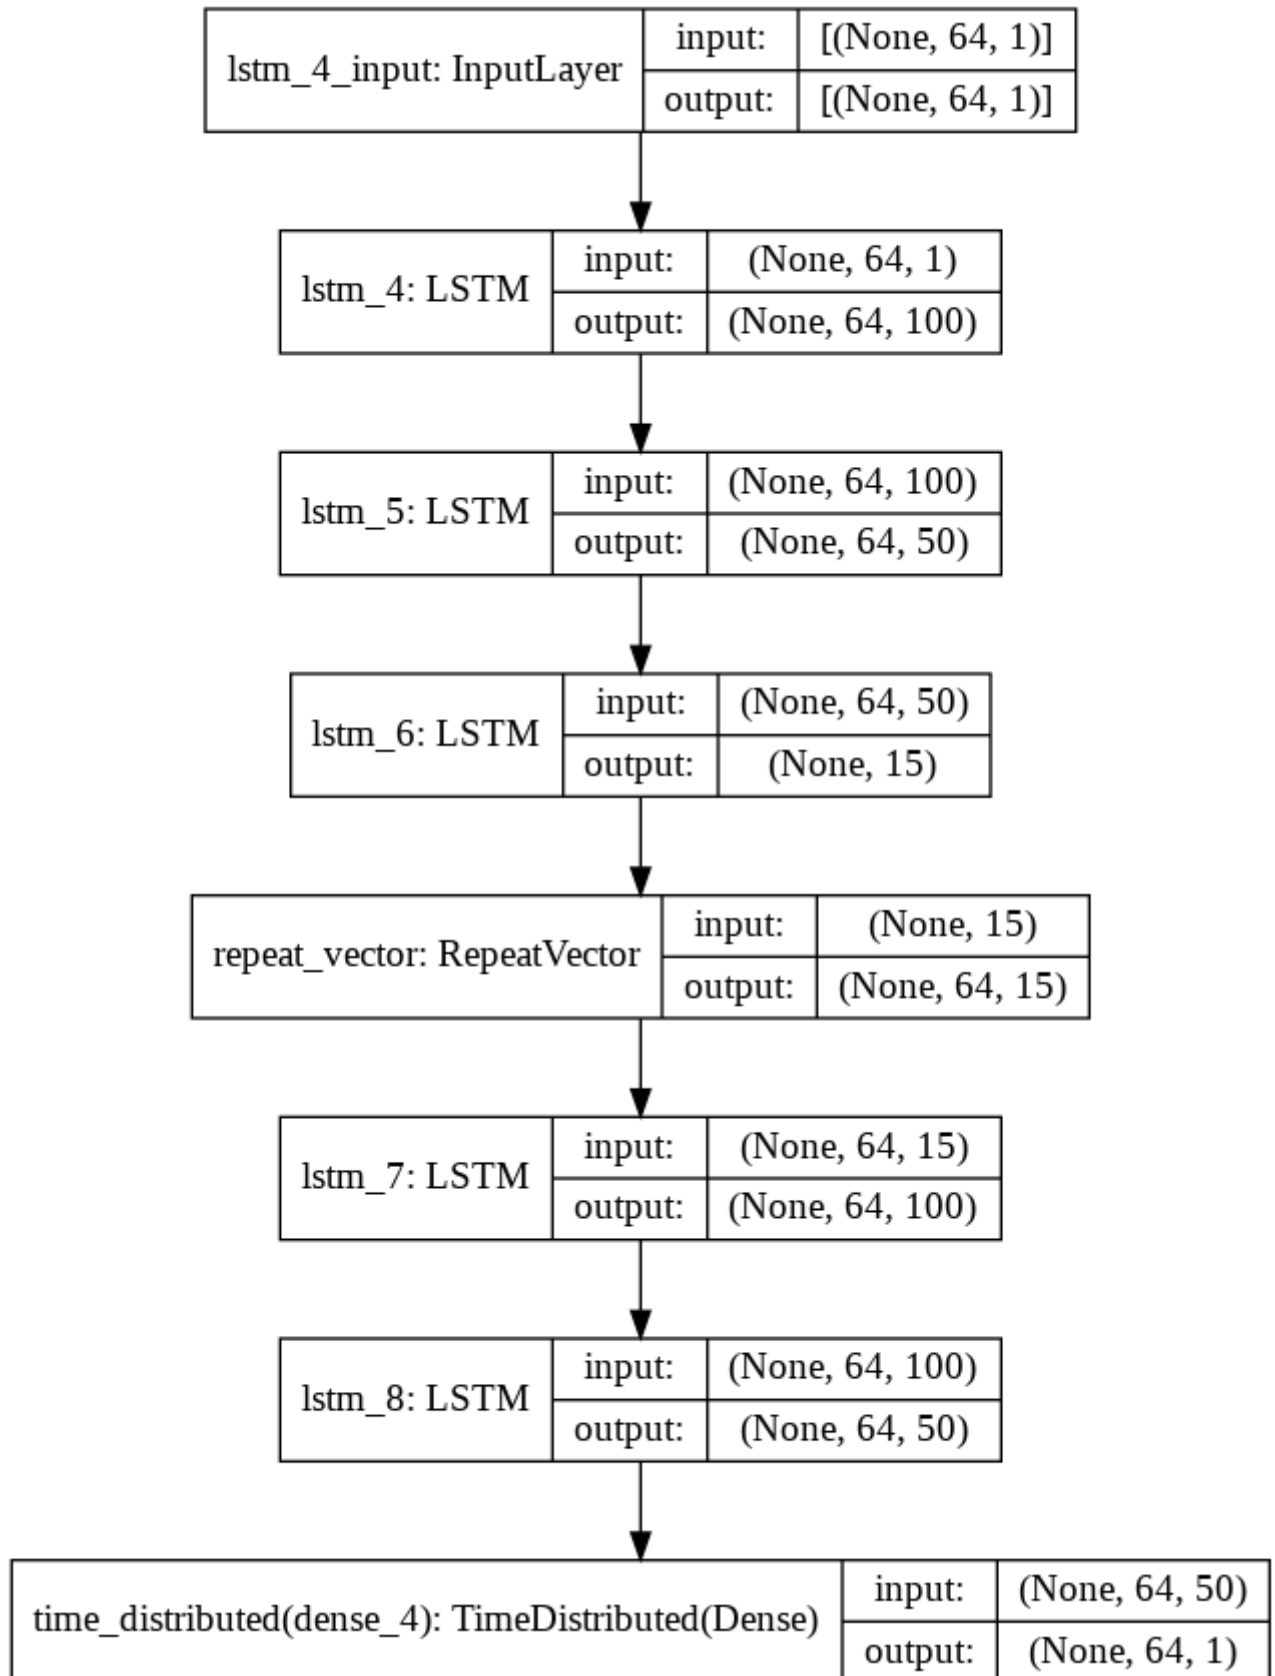 lstm_4_input: InputLayer
input: [(None, 64, 1)]
output: [(None, 64, 1)]
lstm_4: LSTM
input: (None, 64, 1)
output: (None, 64, 100)
lstm_5: LSTM
input: (None, 64, 100)
output: (None, 64, 50)
lstm_6: LSTM
input: (None, 64, 50)
output: (None, 15)
repeat_vector: RepeatVector
input: (None, 15)
output: (None, 64, 15)
lstm_7: LSTM
input: (None, 64, 15)
output: (None, 64, 100)
lstm_8: LSTM
input: (None, 64, 100)
output: (None, 64, 50)
time_distributed(dense_4): TimeDistributed(Dense)
input: (None, 64, 50)
output: (None, 64, 1)